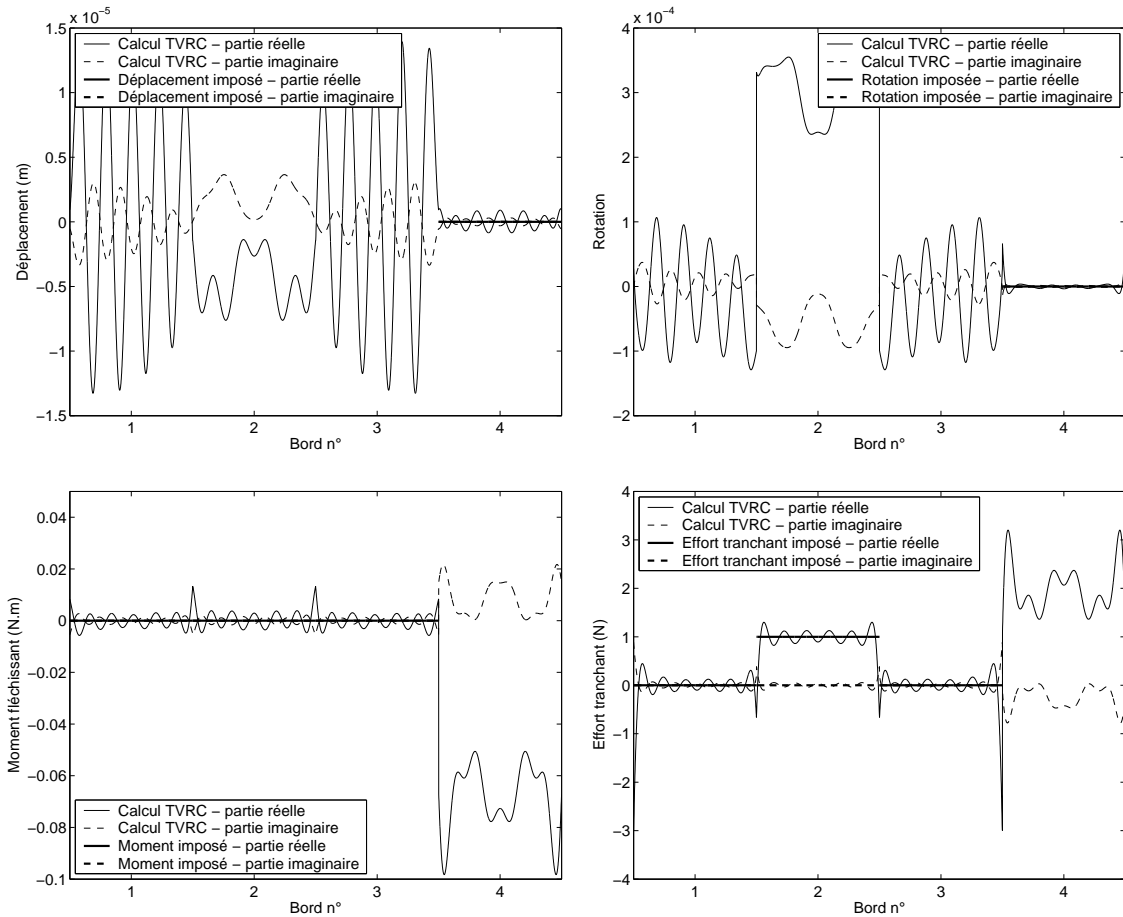 x 10⁻⁵
1.5
1
0.5
0
−0.5
−1
−1.5
Déplacement (m)
Calcul TVRC − partie réelle
Calcul TVRC − partie imaginaire
Déplacement imposé − partie réelle
Déplacement imposé − partie imaginaire
1 2 3 4
Bord n°
x 10⁻⁴
4
3
2
1
0
−1
−2
Rotation
Calcul TVRC − partie réelle
Calcul TVRC − partie imaginaire
Rotation imposée − partie réelle
Rotation imposée − partie imaginaire
1 2 3 4
Bord n°
0.04
0.02
0
−0.02
−0.04
−0.06
−0.08
−0.1
Moment fléchissant (N.m)
Calcul TVRC − partie réelle
Calcul TVRC − partie imaginaire
Moment imposé − partie réelle
Moment imposé − partie imaginaire
1 2 3 4
Bord n°
4
3
2
1
0
−1
−2
−3
−4
Effort tranchant (N)
Calcul TVRC − partie réelle
Calcul TVRC − partie imaginaire
Effort tranchant imposé − partie réelle
Effort tranchant imposé − partie imaginaire
1 2 3 4
Bord n°